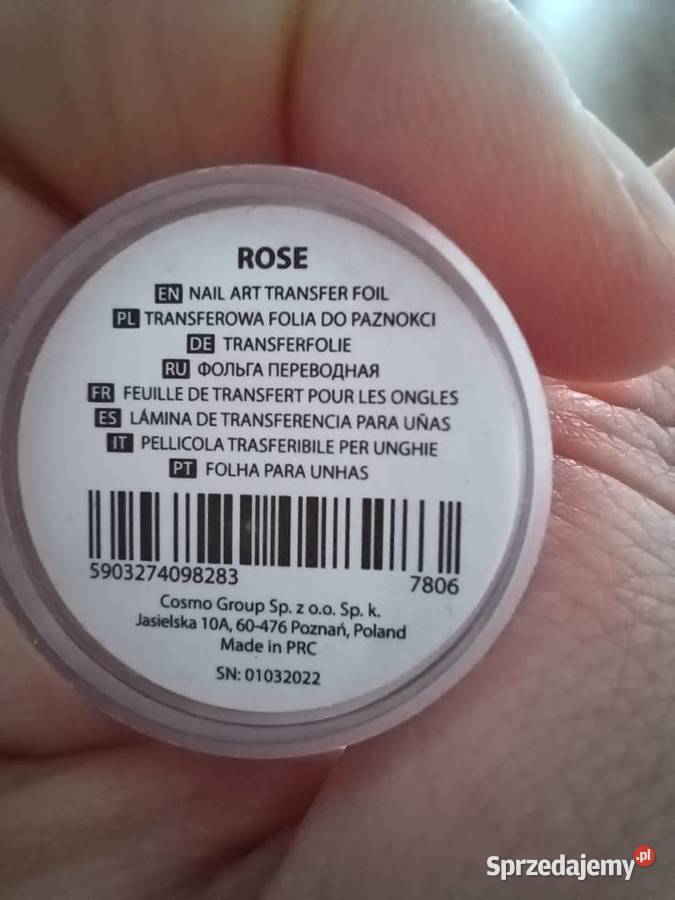 ROSE
EN NAIL ART TRANSFER FOIL
PL TRANSFEROWA FOLIA DO PAZNOKCI
DE TRANSFERFOLIE
RU ФОЛЬГА ПЕРЕВОДНАЯ
FR FEUILLE DE TRANSFERT POUR LES ONGLES
ES LÁMINA DE TRANSFERENCIA PARA UÑAS
IT PELLICOLA TRASFERIBILE PER UNGHIE
PT FOLHA PARA UNHAS
5903274098283 7806
Cosmo Group Sp. z o.o. Sp. k.
Jasielska 10A, 60-476 Poznań, Poland
Made in PRC
SN: 01032022
Sprzedajemy.pl